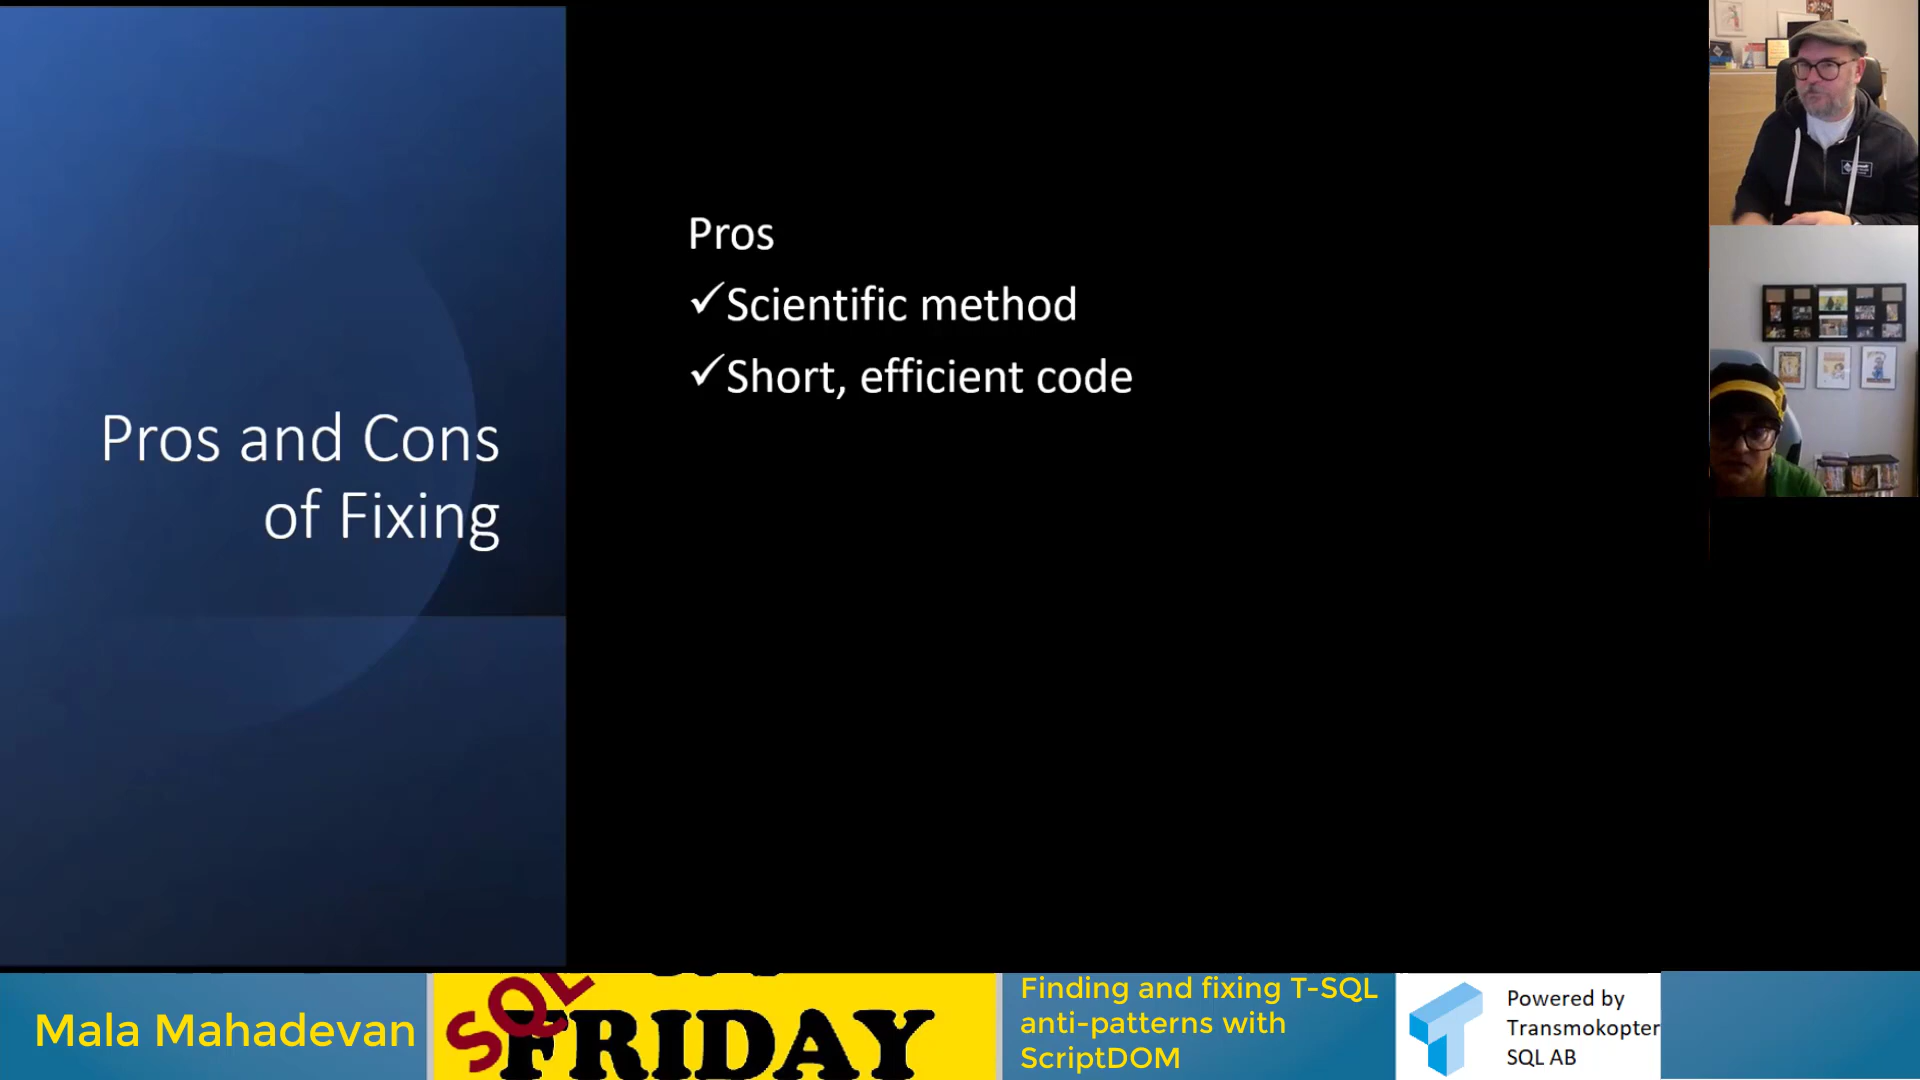 Pros and Cons
of Fixing
Pros
✓Scientific method
✓Short, efficient code
Mala Mahadevan
SQL
FRIDAY
Finding and fixing T-SQL
anti-patterns with
ScriptDOM
Powered by
Transmokopter
SQL AB